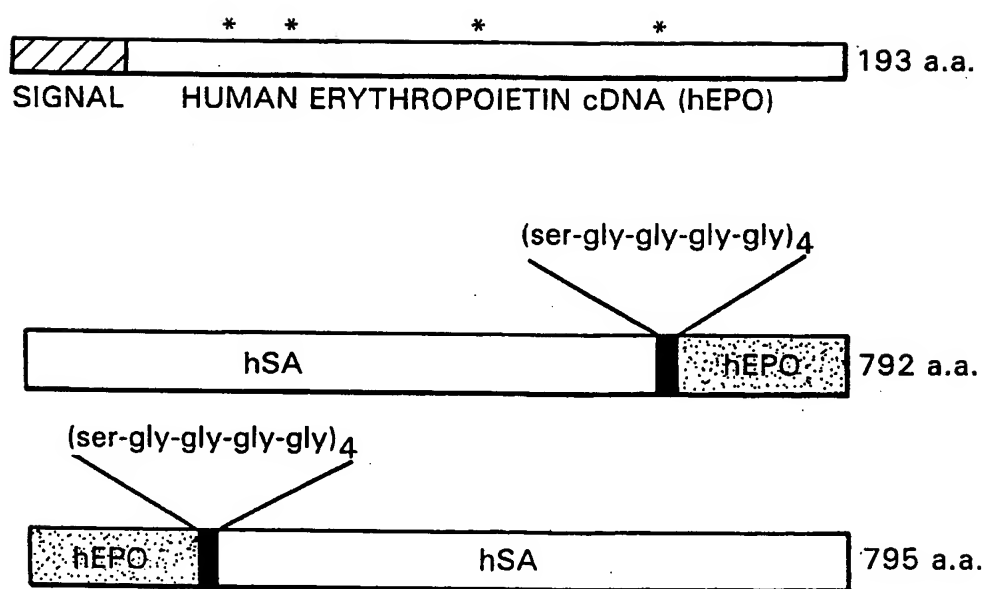 * * * *
193 a.a.
SIGNAL HUMAN ERYTHROPOIETIN cDNA (hEPO)
(ser-gly-gly-gly-gly)4
hSA hEPO 792 a.a.
(ser-gly-gly-gly-gly)4
hEPO hSA 795 a.a.